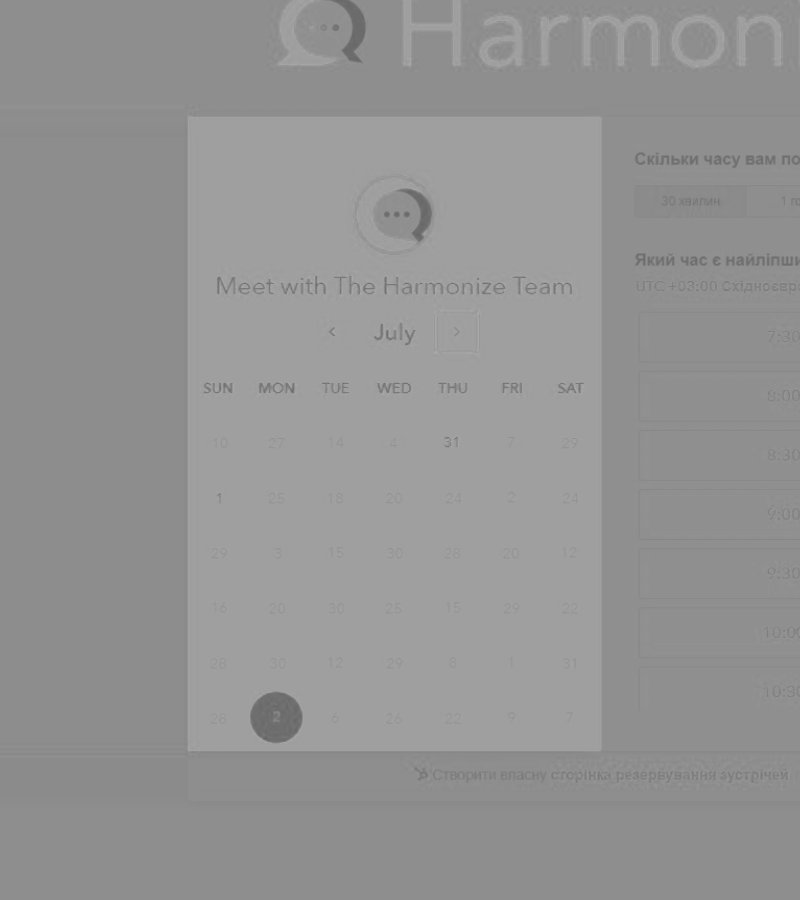 Harmoni
Скільки часу вам по
30 хвилин
1 го
Meet with The Harmonize Team
Який час є найліпши
UTC +03:00 Східноєвр
< July >
7:30
SUN MON TUE WED THU FRI SAT
8:00
10 27 14 4 31 7 29
8:30
1 25 18 20 24 2 24
9:00
29 3 15 30 28 20 12
9:30
16 20 30 25 15 29 22
10:00
28 30 12 29 8 1 31
10:30
28 2 6 26 22 9 7
Створити власну сторінка резервування зустрічей